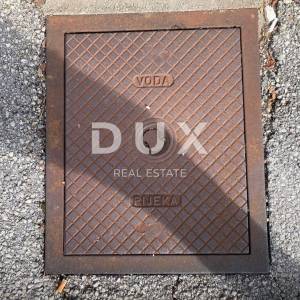 VODA
DUX
REAL ESTATE
RIJEKA